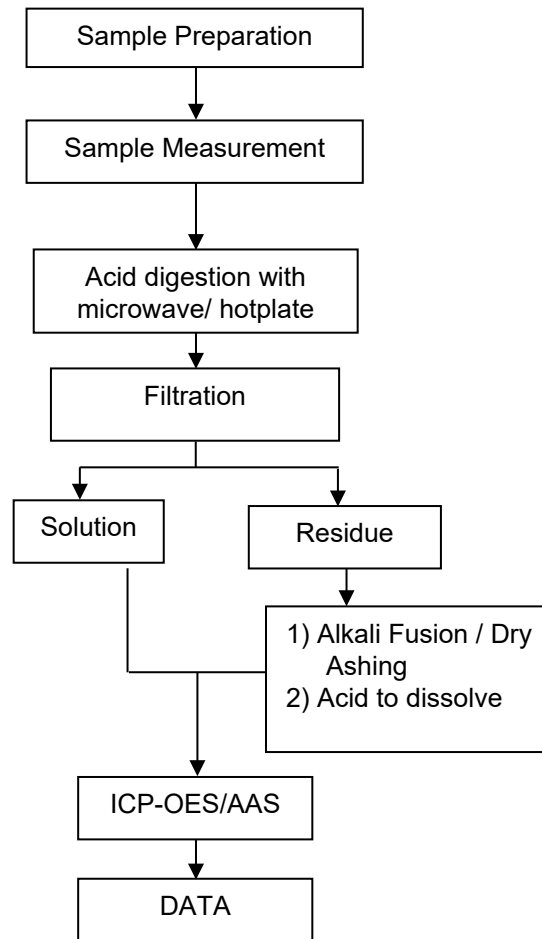 Sample Preparation
Sample Measurement
Acid digestion with
microwave/ hotplate
Filtration
Solution
Residue
1) Alkali Fusion / Dry
Ashing
2) Acid to dissolve
ICP-OES/AAS
DATA